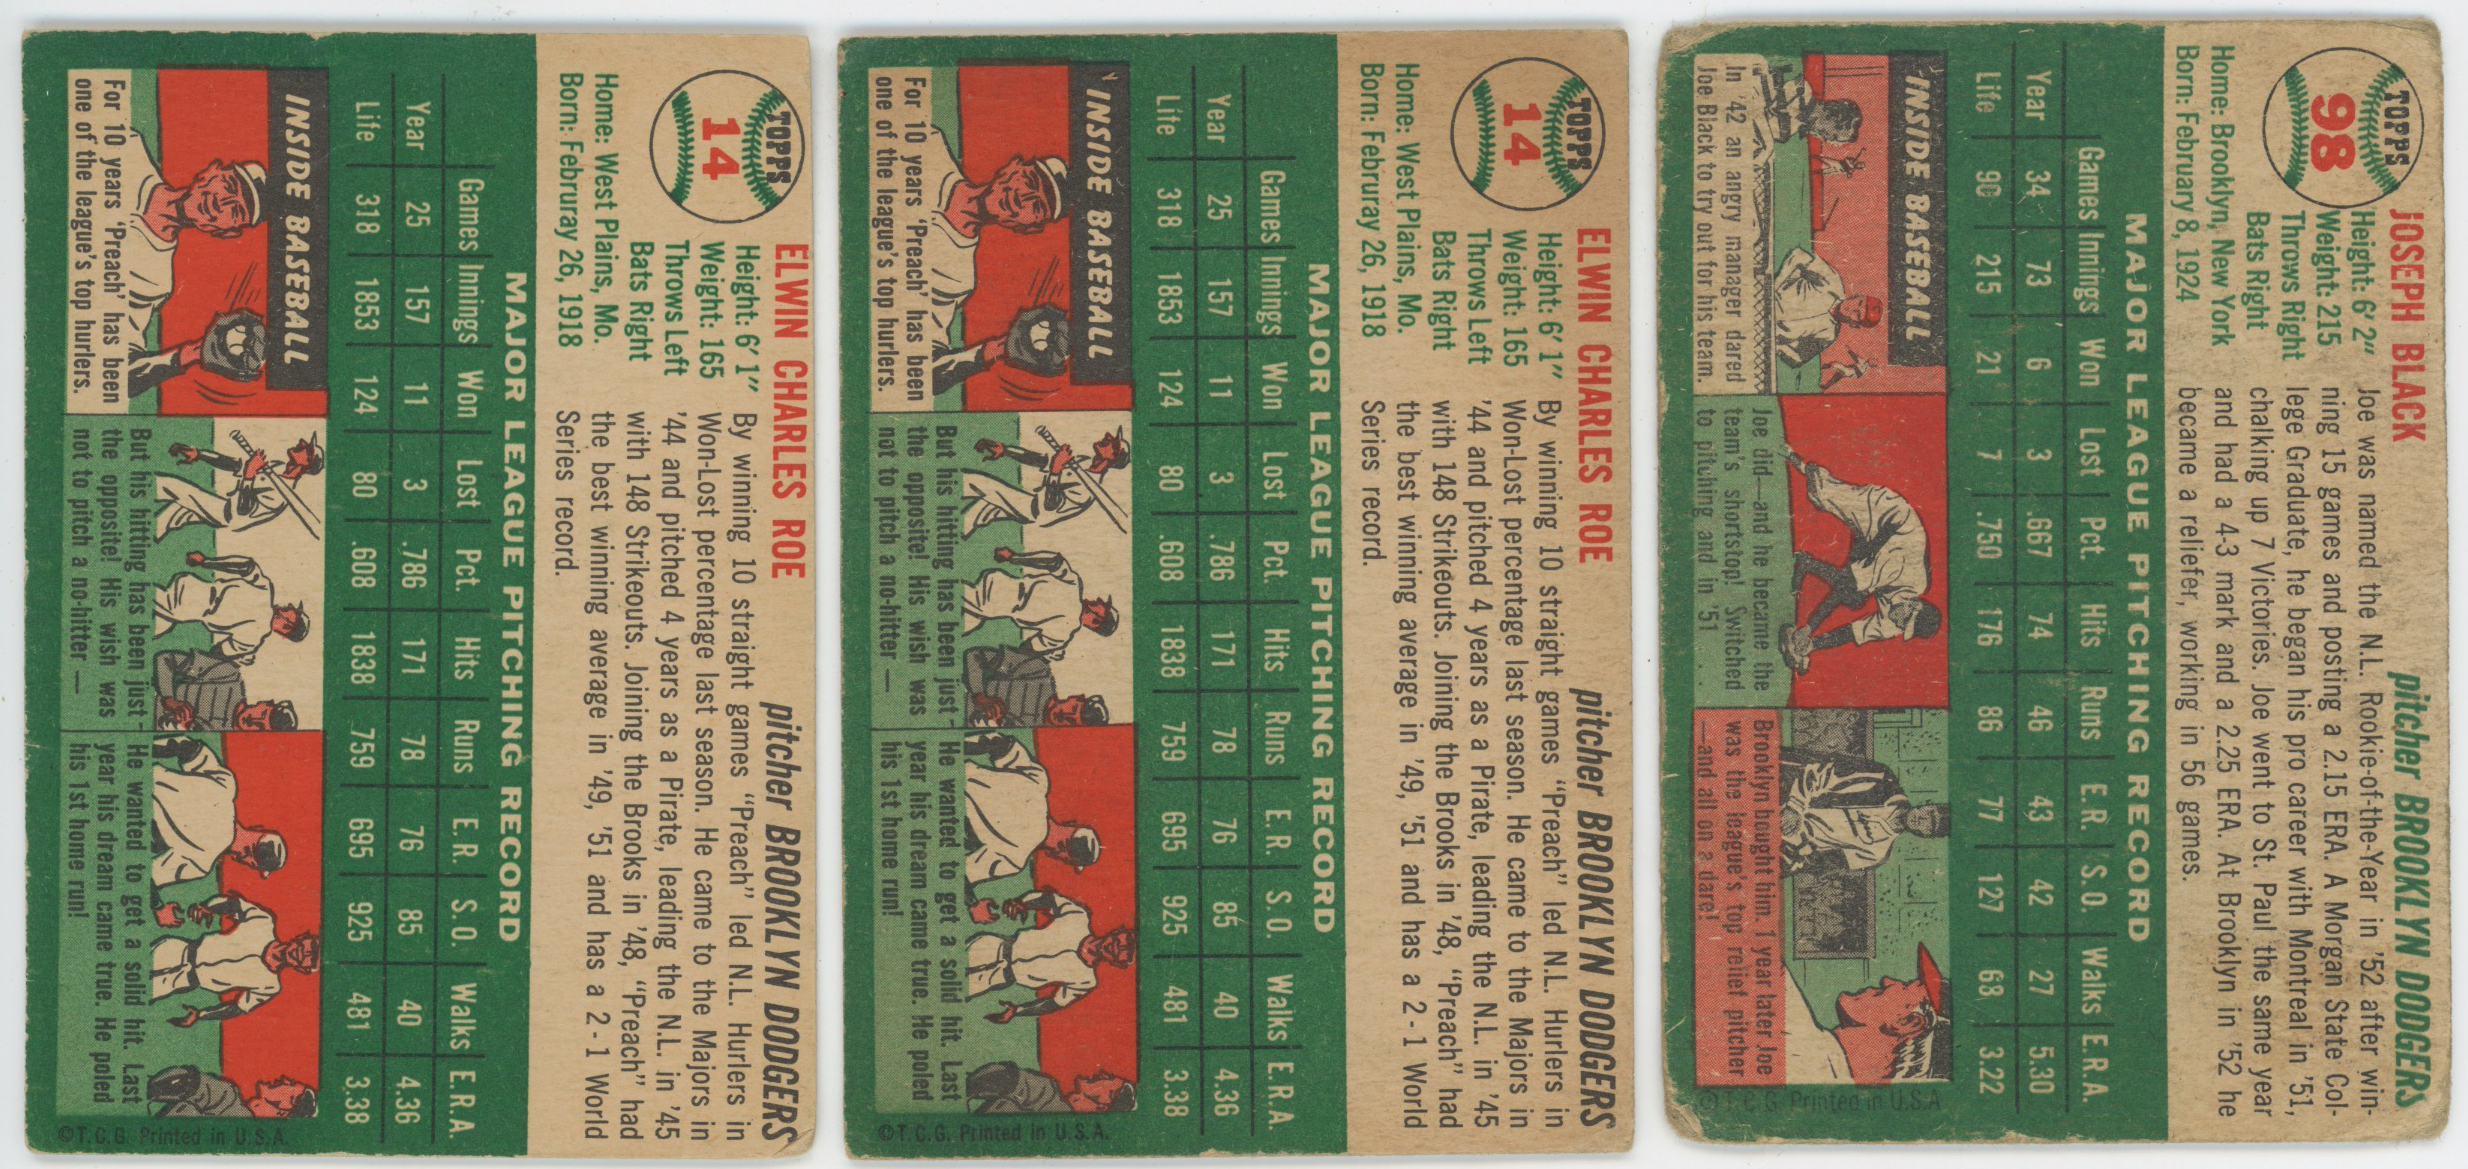 TOPPS
14
ELWIN CHARLES ROE
pitcher BROOKLYN DODGERS
Height: 6' 1"
Weight: 165
Throws Left
Bats Right
Home: West Plains, Mo.
Born: Februray 26, 1918
By winning 10 straight games "Preach" led N.L. Hurlers in
Won-Lost percentage last season. He came to the Majors in
'44 and pitched 4 years as a Pirate, leading the N.L. in '45
with 148 Strikeouts. Joining the Brooks in '48, "Preach" had
the best winning average in '49, '51 and has a 2-1 World
Series record.
MAJOR LEAGUE PITCHING RECORD
Games Innings Won Lost Pct. Hits Runs E.R. S.O. Walks E.R.A.
Year 25 157 11 3 .786 171 78 76 85 40 4.36
Life 318 1853 124 80 .608 1838 759 695 925 481 3.38
INSIDE BASEBALL
For 10 years 'Preach' has been
one of the league's top hurlers.
But his hitting has been just-
the opposite! His wish was
not to pitch a no-hitter —
He wanted to get a solid hit. Last
year his dream came true. He poled
his 1st home run!
©T.C.G. Printed in U.S.A.
TOPPS
14
ELWIN CHARLES ROE
pitcher BROOKLYN DODGERS
Height: 6' 1"
Weight: 165
Throws Left
Bats Right
Home: West Plains, Mo.
Born: Februray 26, 1918
By winning 10 straight games "Preach" led N.L. Hurlers in
Won-Lost percentage last season. He came to the Majors in
'44 and pitched 4 years as a Pirate, leading the N.L. in '45
with 148 Strikeouts. Joining the Brooks in '48, "Preach" had
the best winning average in '49, '51 and has a 2-1 World
Series record.
MAJOR LEAGUE PITCHING RECORD
Games Innings Won Lost Pct. Hits Runs E.R. S.O. Walks E.R.A.
Year 25 157 11 3 .786 171 78 76 85 40 4.36
Life 318 1853 124 80 .608 1838 759 695 925 481 3.38
INSIDE BASEBALL
For 10 years 'Preach' has been
one of the league's top hurlers.
But his hitting has been just-
the opposite! His wish was
not to pitch a no-hitter —
He wanted to get a solid hit. Last
year his dream came true. He poled
his 1st home run!
©T.C.G. Printed in U.S.A.
TOPPS
98
JOSEPH BLACK
pitcher BROOKLYN DODGERS
Height: 6' 2"
Weight: 215
Throws Right
Bats Right
Home: Brooklyn, New York
Born: February 8, 1924
Joe was named the N.L. Rookie-of-the-Year in '52 after win-
ning 15 games and posting a 2.15 ERA. A Morgan State Col-
lege Graduate, he began his pro career with Montreal in '51,
chalking up 7 Victories. Joe went to St. Paul the same year
and had a 4-3 mark and a 2.25 ERA. At Brooklyn in '52 he
became a reliefer, working in 56 games.
MAJOR LEAGUE PITCHING RECORD
Games Innings Won Lost Pct. Hits Runs E.R. S.O. Walks E.R.A.
Year 34 73 6 3 .667 74 46 43 42 27 5.30
Life 90 215 21 7 .750 176 86 77 127 68 3.22
INSIDE BASEBALL
In '42 an angry manager dared
Joe Black to try out for his team.
Joe did—and he became the
team's shortstop! Switched
to pitching and in '51 . .
Brooklyn bought him. 1 year later Joe
was the league's top relief pitcher
—and all on a dare!
©T.C.G. Printed in U.S.A